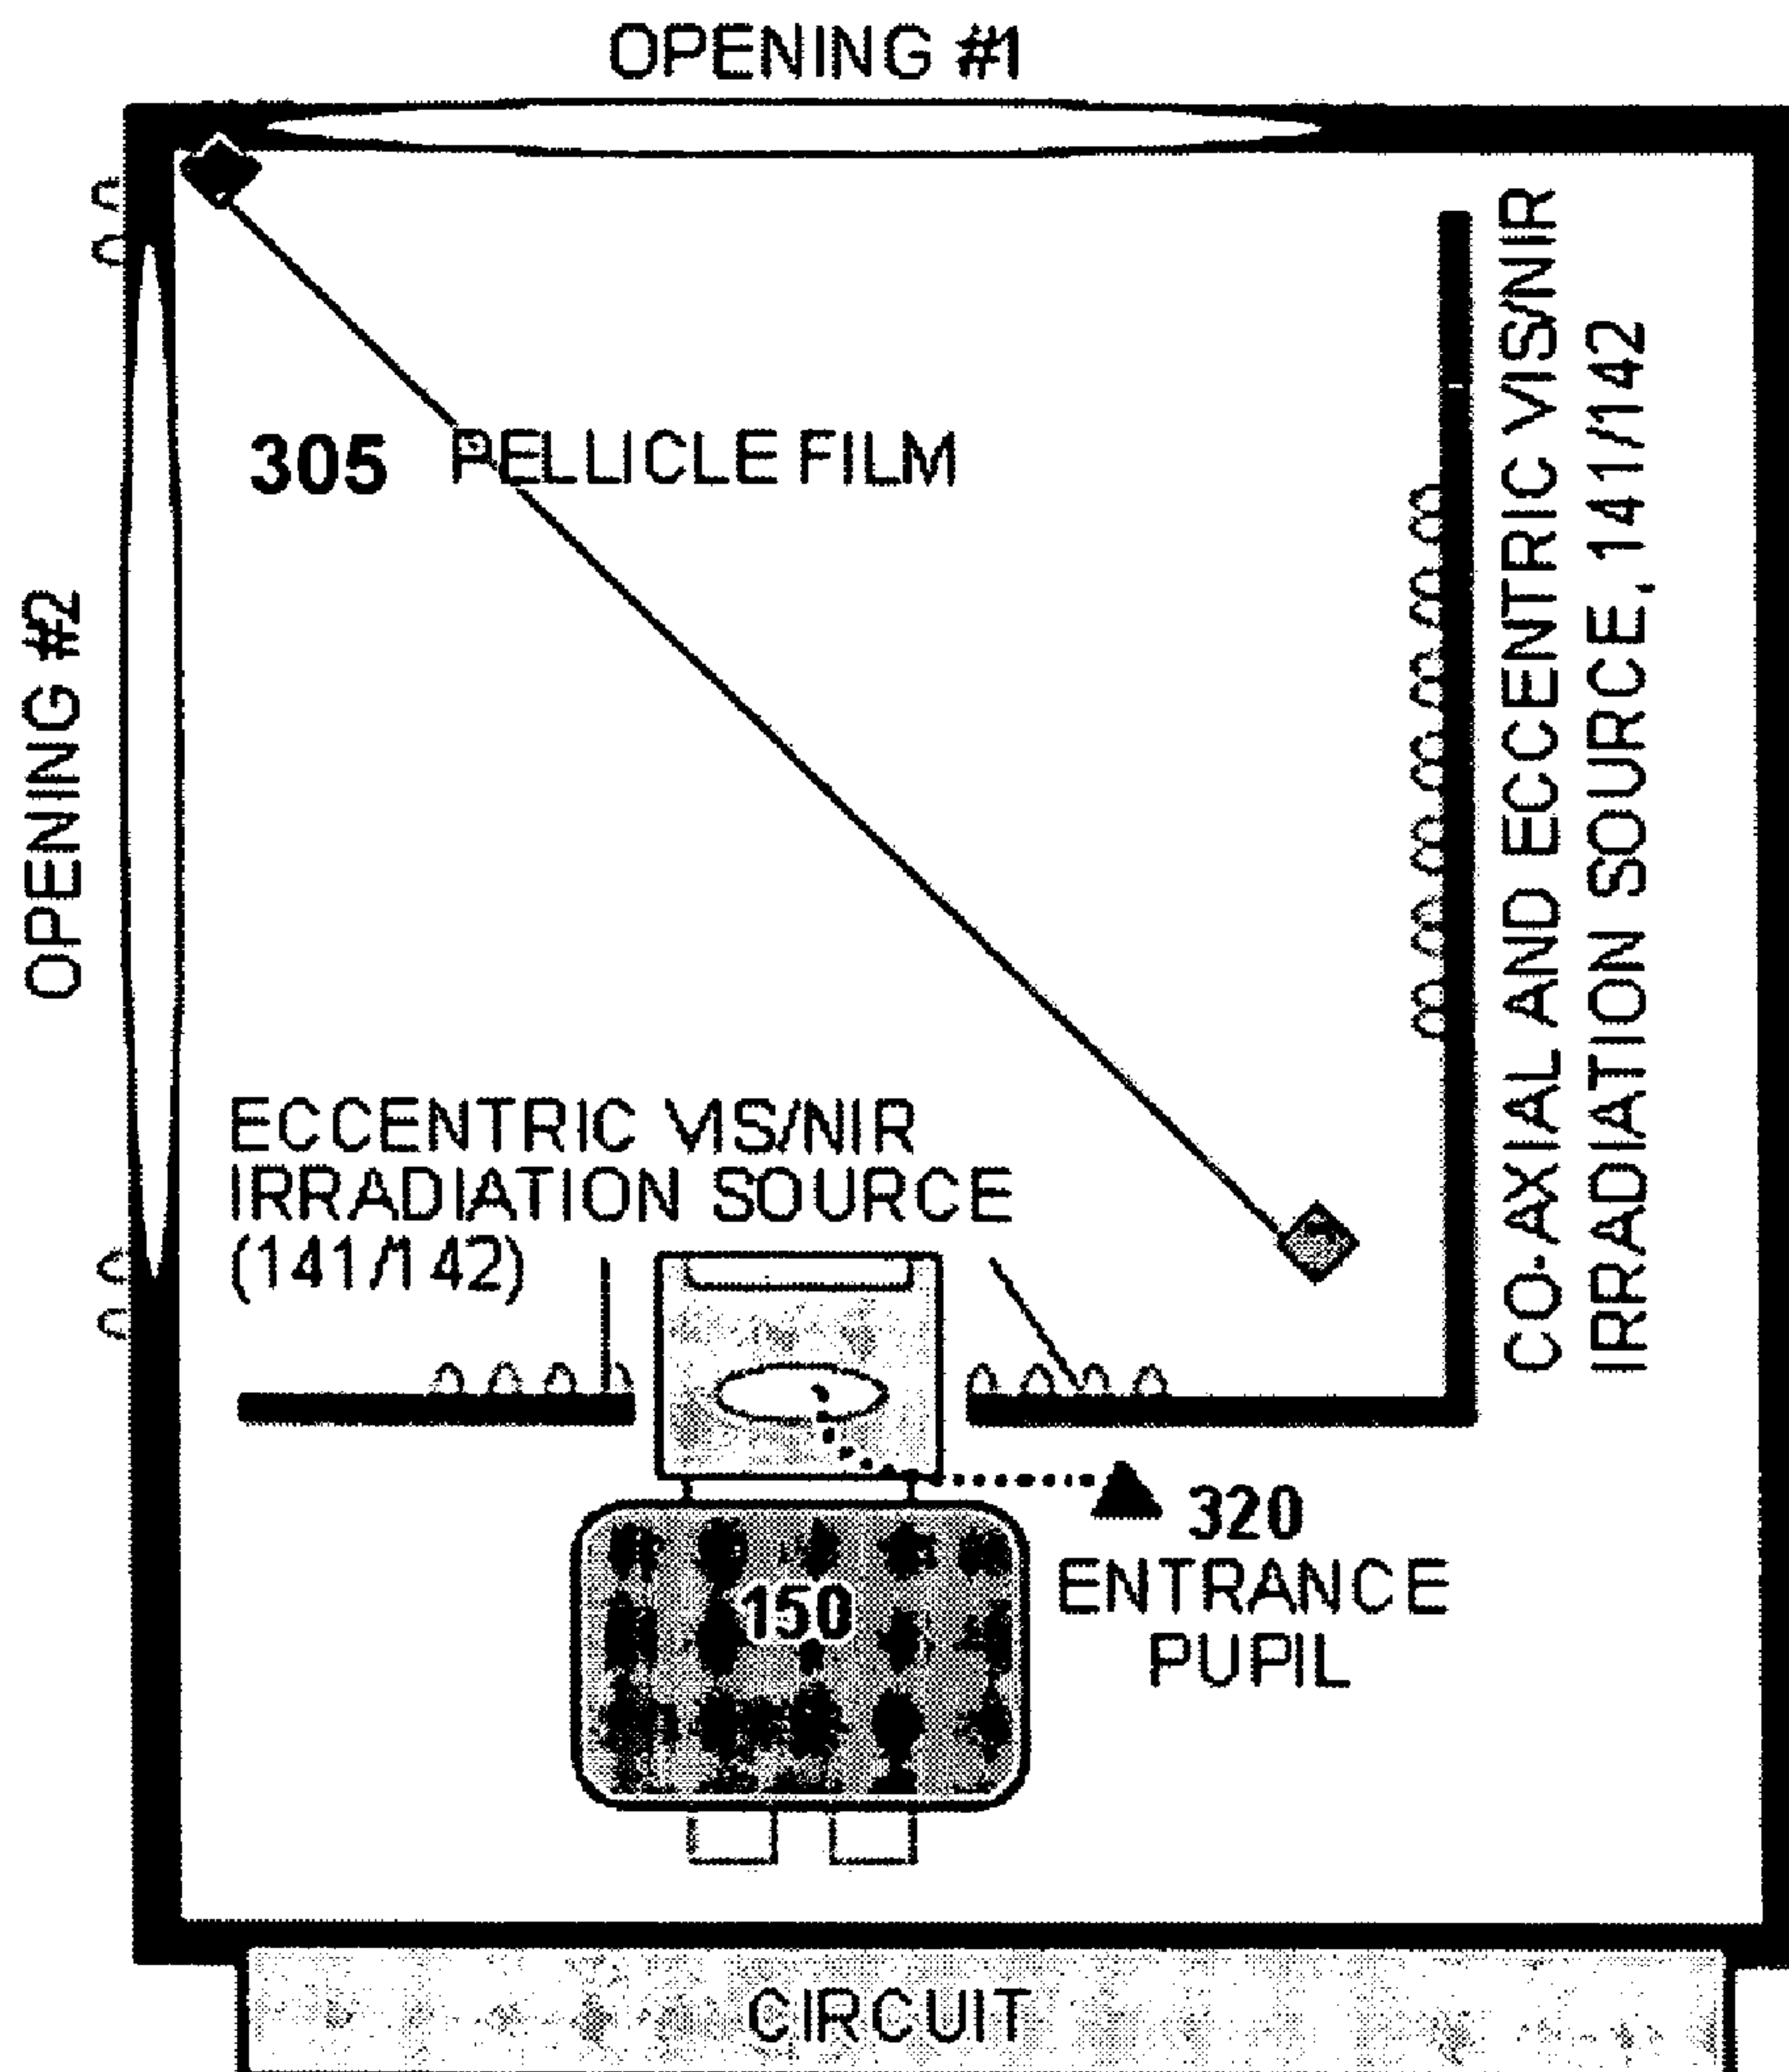 OPENING #1
OPENING #2
305 PELLICLE FILM
CO-AXIAL AND ECCENTRIC VIS/NIR
IRRADIATION SOURCE, 141/142
ECCENTRIC VIS/NIR
IRRADIATION SOURCE
(141/142)
320
ENTRANCE
PUPIL
150
CIRCUIT